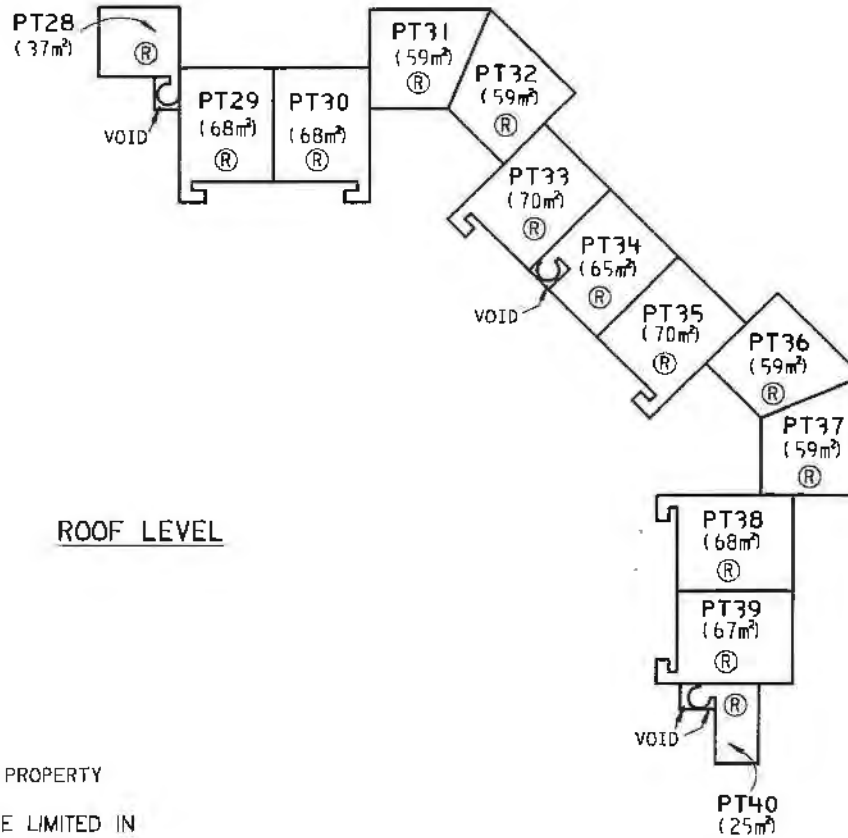 PT28
(37m²)
Ⓡ
VOID
PT29
(68m²)
Ⓡ
PT30
(68m²)
Ⓡ
PT31
(59m²)
Ⓡ
PT32
(59m²)
Ⓡ
PT33
(70m²)
Ⓡ
PT34
(65m²)
Ⓡ
VOID
PT35
(70m²)
Ⓡ
PT36
(59m²)
Ⓡ
PT37
(59m²)
Ⓡ
ROOF LEVEL
PT38
(68m²)
Ⓡ
PT39
(67m²)
Ⓡ
Ⓡ
VOID
PT40
(25m²)
PROPERTY
E LIMITED IN